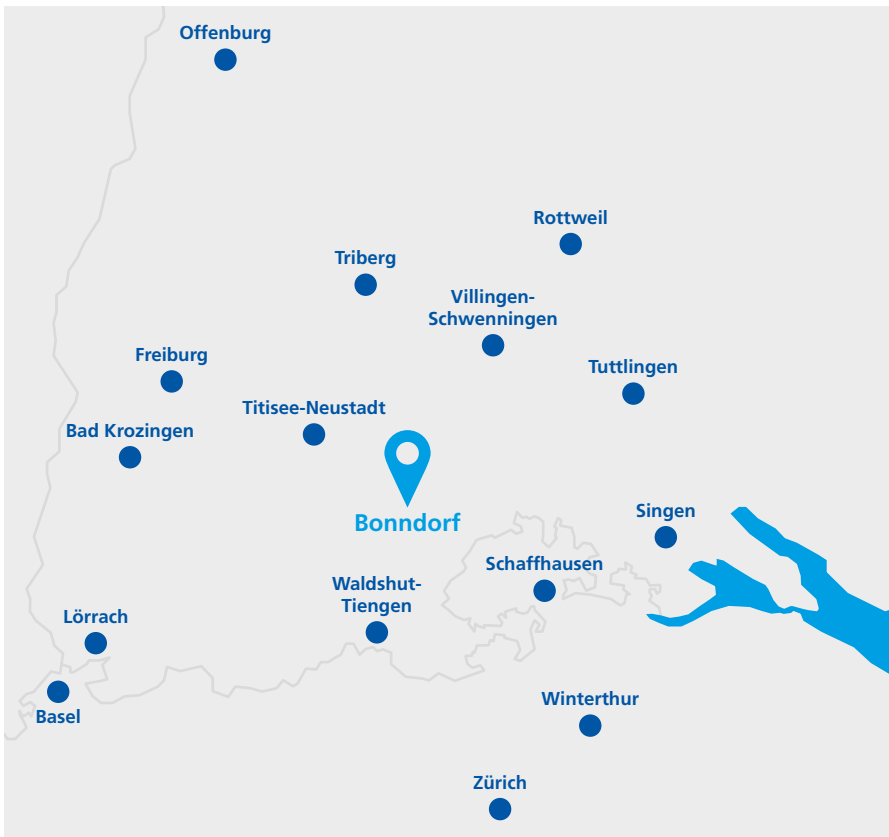 Offenburg
Rottweil
Triberg
Villingen-
Schwenningen
Freiburg
Tuttlingen
Titisee-Neustadt
Bad Krozingen
Singen
Bonndorf
Schaffhausen
Waldshut-
Tiengen
Lörrach
Winterthur
Basel
Zürich